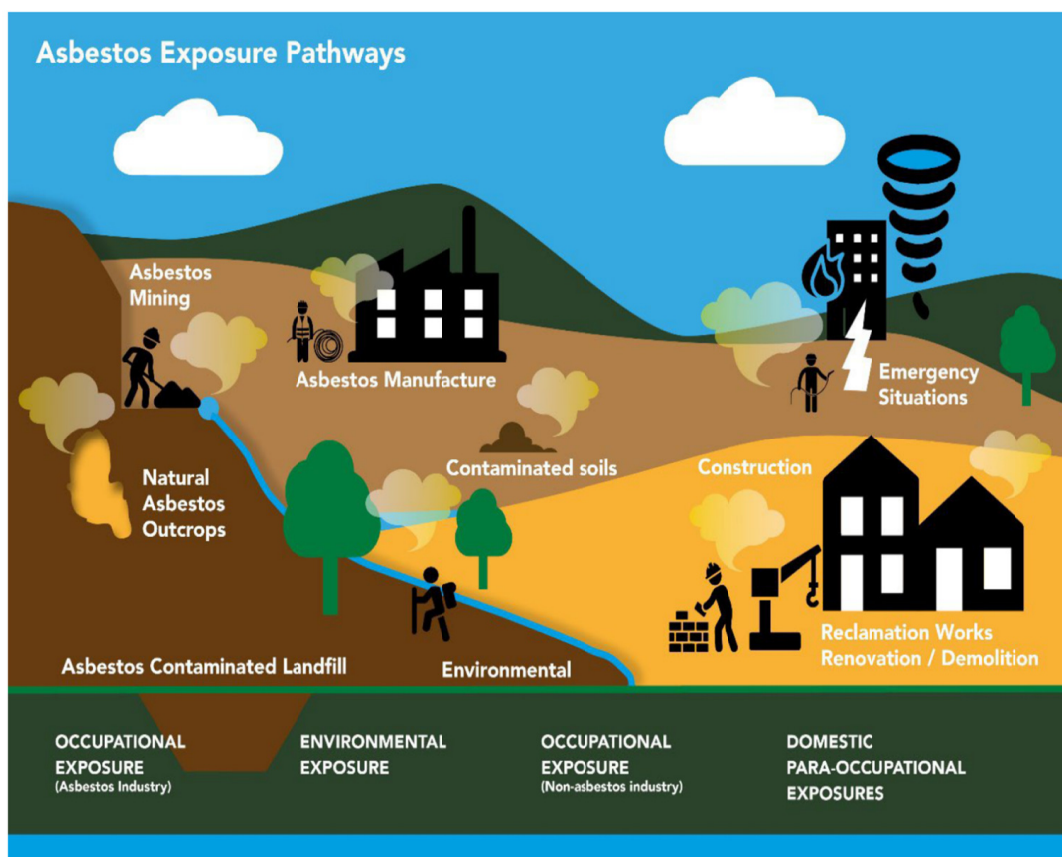 Asbestos Exposure Pathways
Asbestos
Mining
Asbestos Manufacture
Emergency
Situations
Natural
Asbestos
Outcrops
Contaminated soils
Construction
Reclamation Works
Renovation / Demolition
Asbestos Contaminated Landfill
Environmental
OCCUPATIONAL
EXPOSURE
(Asbestos Industry)
ENVIRONMENTAL
EXPOSURE
OCCUPATIONAL
EXPOSURE
(Non-asbestos industry)
DOMESTIC
PARA-OCCUPATIONAL
EXPOSURES